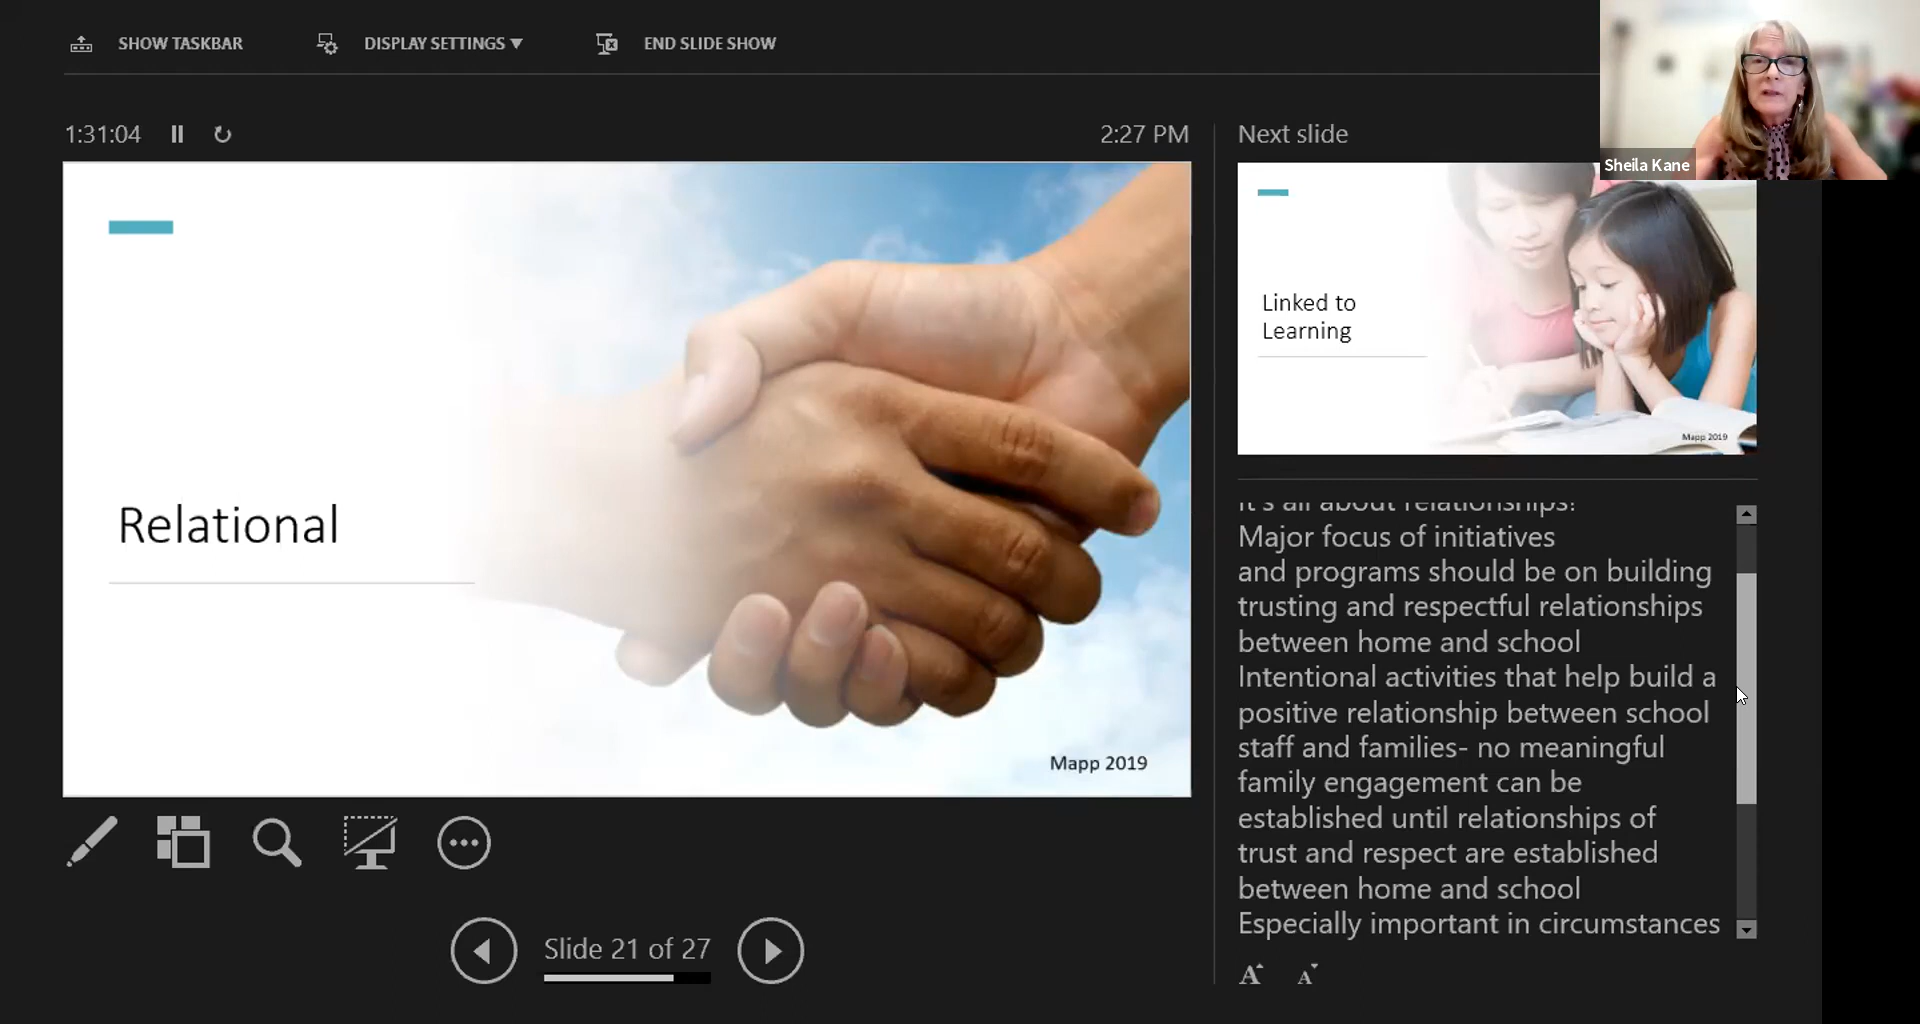 SHOW TASKBAR
DISPLAY SETTINGS
END SLIDE SHOW
Sheila Kane
1:31:04
2:27 PM
Next slide
Relational
Mapp 2019
Linked to
Learning
Mapp 2019
It's all about relationships!
Major focus of initiatives
and programs should be on building
trusting and respectful relationships
between home and school
Intentional activities that help build a
positive relationship between school
staff and families- no meaningful
family engagement can be
established until relationships of
trust and respect are established
between home and school
Especially important in circumstances
Slide 21 of 27
A A